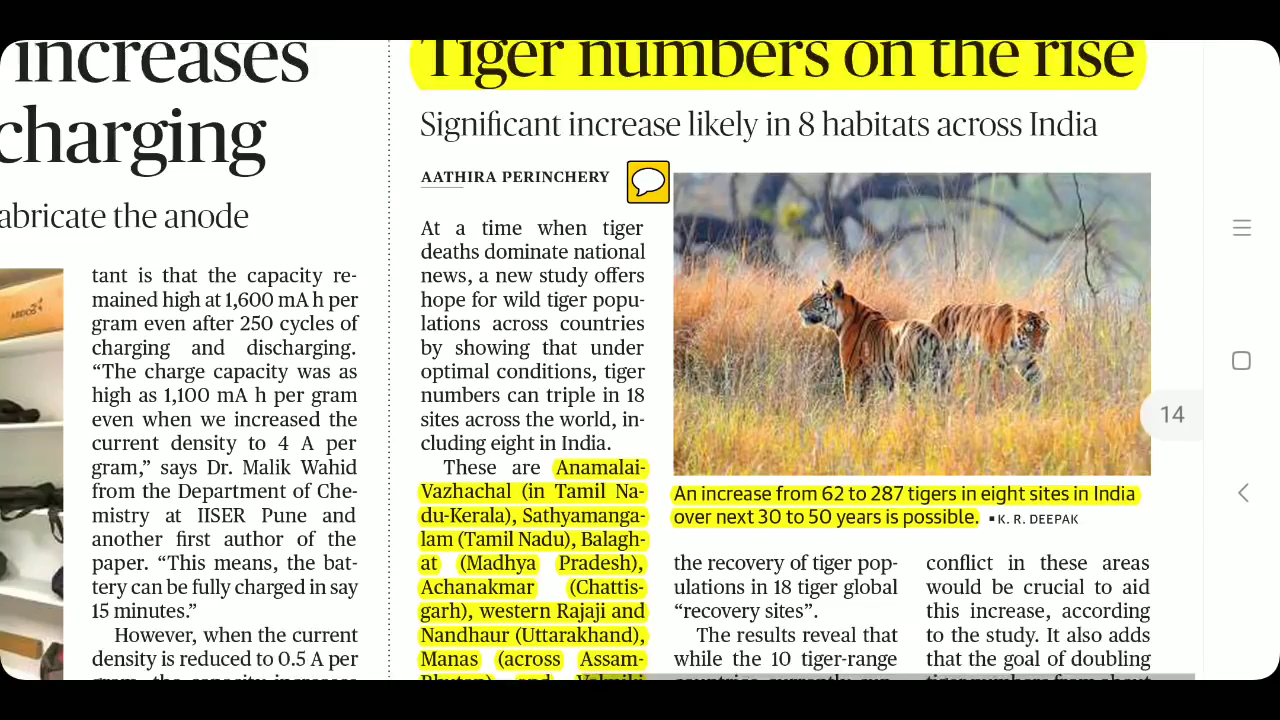 increases
charging
abricate the anode
tant is that the capacity re-
mained high at 1,600 mA h per
gram even after 250 cycles of
charging and discharging.
“The charge capacity was as
high as 1,100 mA h per gram
even when we increased the
current density to 4 A per
gram,” says Dr. Malik Wahid
from the Department of Che-
mistry at IISER Pune and
another first author of the
paper. “This means, the bat-
tery can be fully charged in say
15 minutes.”
However, when the current
density is reduced to 0.5 A per
Tiger numbers on the rise
Significant increase likely in 8 habitats across India
AATHIRA PERINCHERY
At a time when tiger
deaths dominate national
news, a new study offers
hope for wild tiger popu-
lations across countries
by showing that under
optimal conditions, tiger
numbers can triple in 18
sites across the world, in-
cluding eight in India.
These are Anamalai-
Vazhachal (in Tamil Na-
du-Kerala), Sathyamanga-
lam (Tamil Nadu), Balagh-
at (Madhya Pradesh),
Achanakmar (Chattis-
garh), western Rajaji and
Nandhaur (Uttarakhand),
Manas (across Assam-
An increase from 62 to 287 tigers in eight sites in India
over next 30 to 50 years is possible. ▪ K. R. DEEPAK
the recovery of tiger pop-
ulations in 18 tiger global
“recovery sites”.
The results reveal that
while the 10 tiger-range
conflict in these areas
would be crucial to aid
this increase, according
to the study. It also adds
that the goal of doubling
14